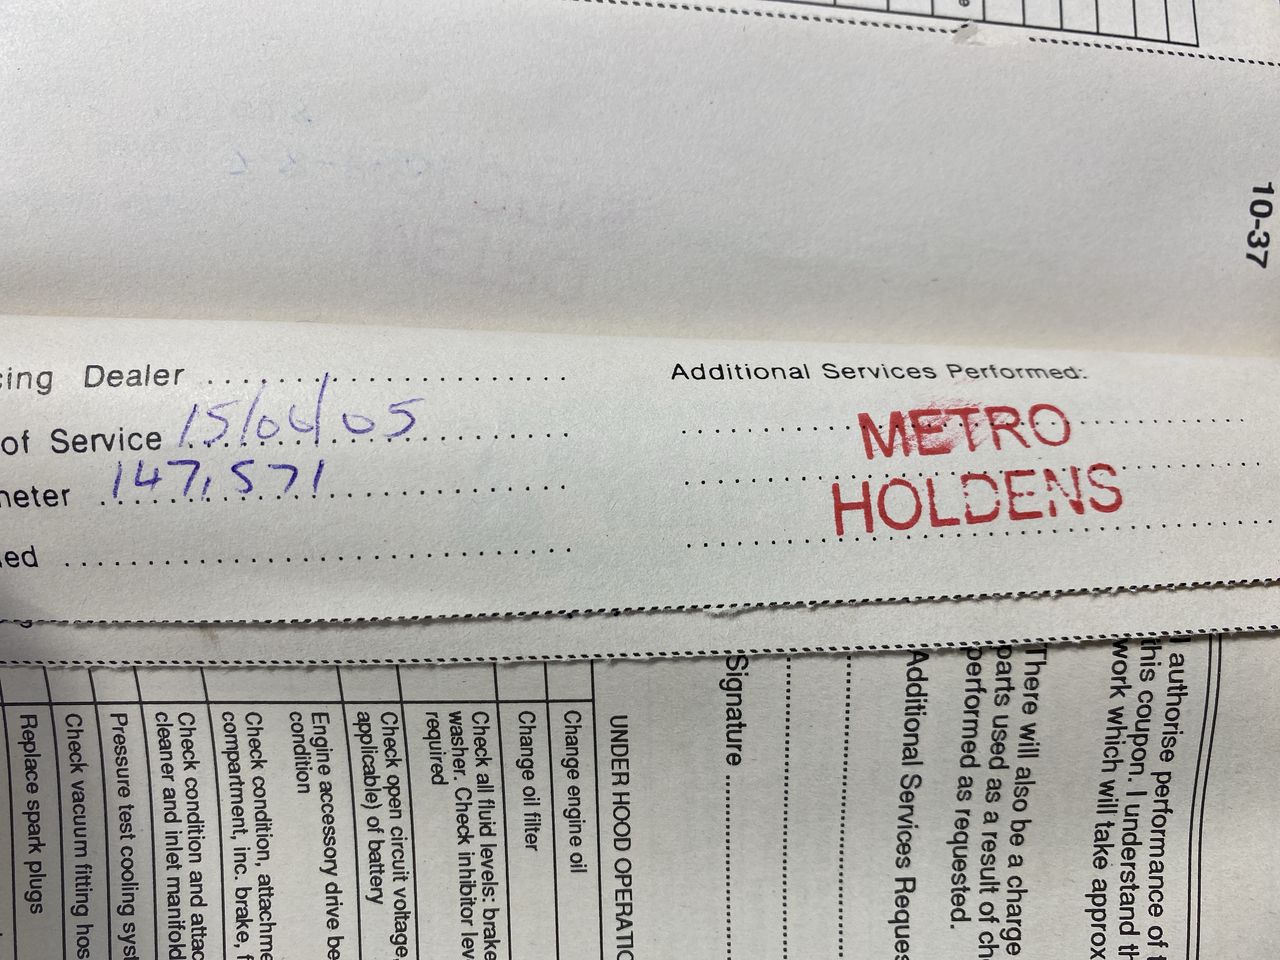 10-37
cing Dealer ....................
of Service 15/06/05
neter 147,571
ed ....................
Additional Services Performed:
METRO
HOLDENS
I authorise performance of t
this coupon. I understand th
work which will take approx
There will also be a charge
parts used as a result of ch
performed as requested.
Additional Services Reques
Signature ....................
UNDER HOOD OPERATIO
Change engine oil
Change oil filter
Check all fluid levels: brake
washer. Check inhibitor lev
required
Check open circuit voltage,
applicable) of battery
Engine accessory drive be
condition
Check condition, attachme
compartment, inc. brake, f
Check condition and attac
cleaner and inlet manifold
Pressure test cooling syst
Check vacuum fitting hos
Replace spark plugs